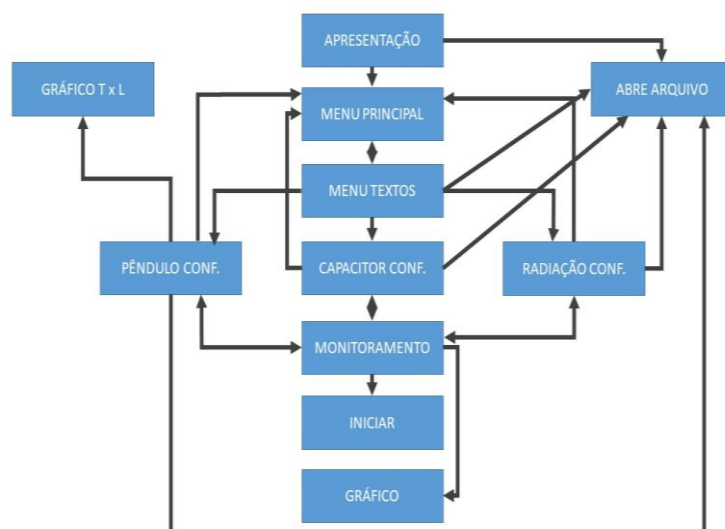 APRESENTAÇÃO
GRÁFICO T x L
ABRE ARQUIVO
MENU PRINCIPAL
MENU TEXTOS
PÊNDULO CONF.
CAPACITOR CONF.
RADIAÇÃO CONF.
MONITORAMENTO
INICIAR
GRÁFICO